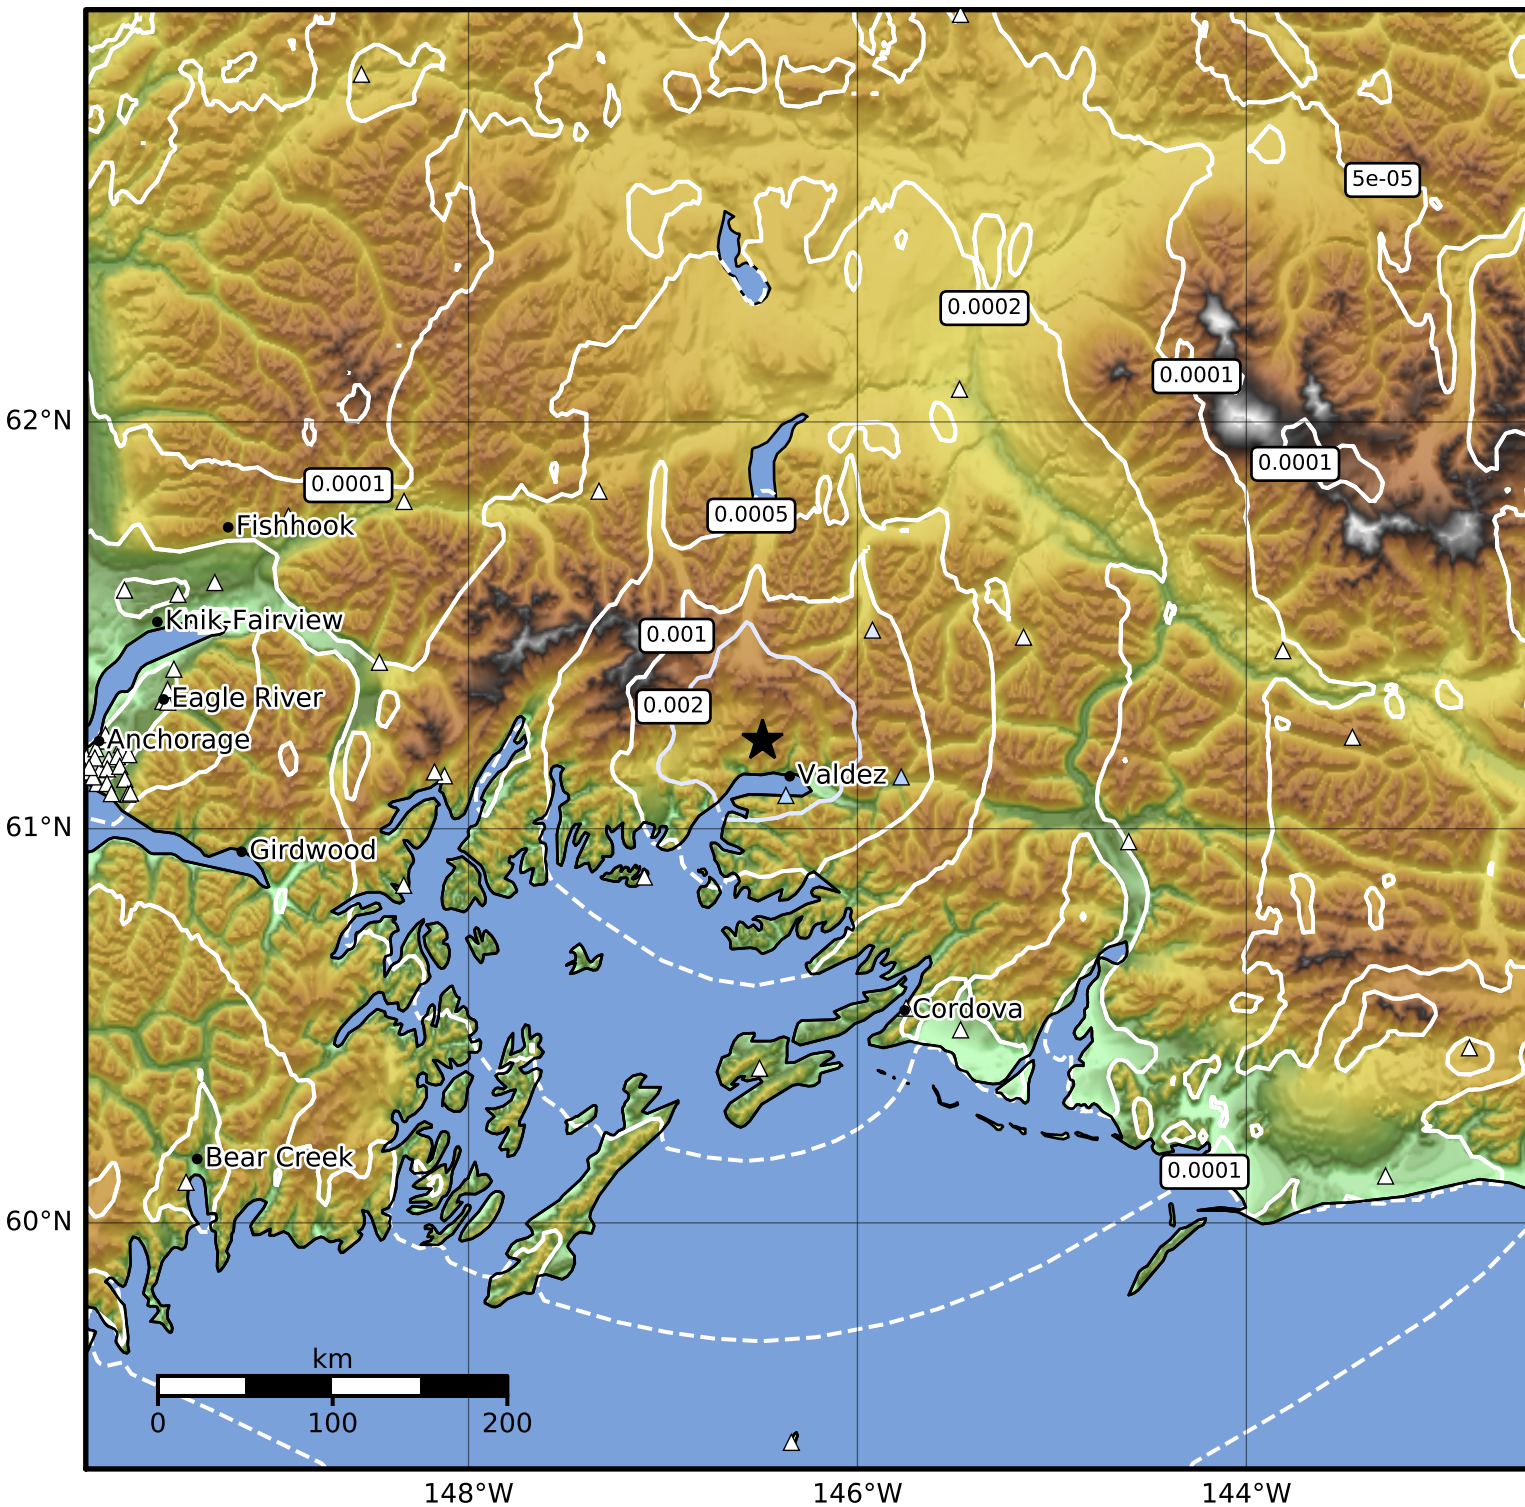 5e-05
0.0002
0.0001
62°N
0.0001
0.0001
0.0005
Fishhook
Knik-Fairview
0.001
Eagle River
0.002
Anchorage
Valdez
61°N
Girdwood
Cordova
Bear Creek
0.0001
60°N
km
0 100 200
148°W 146°W 144°W